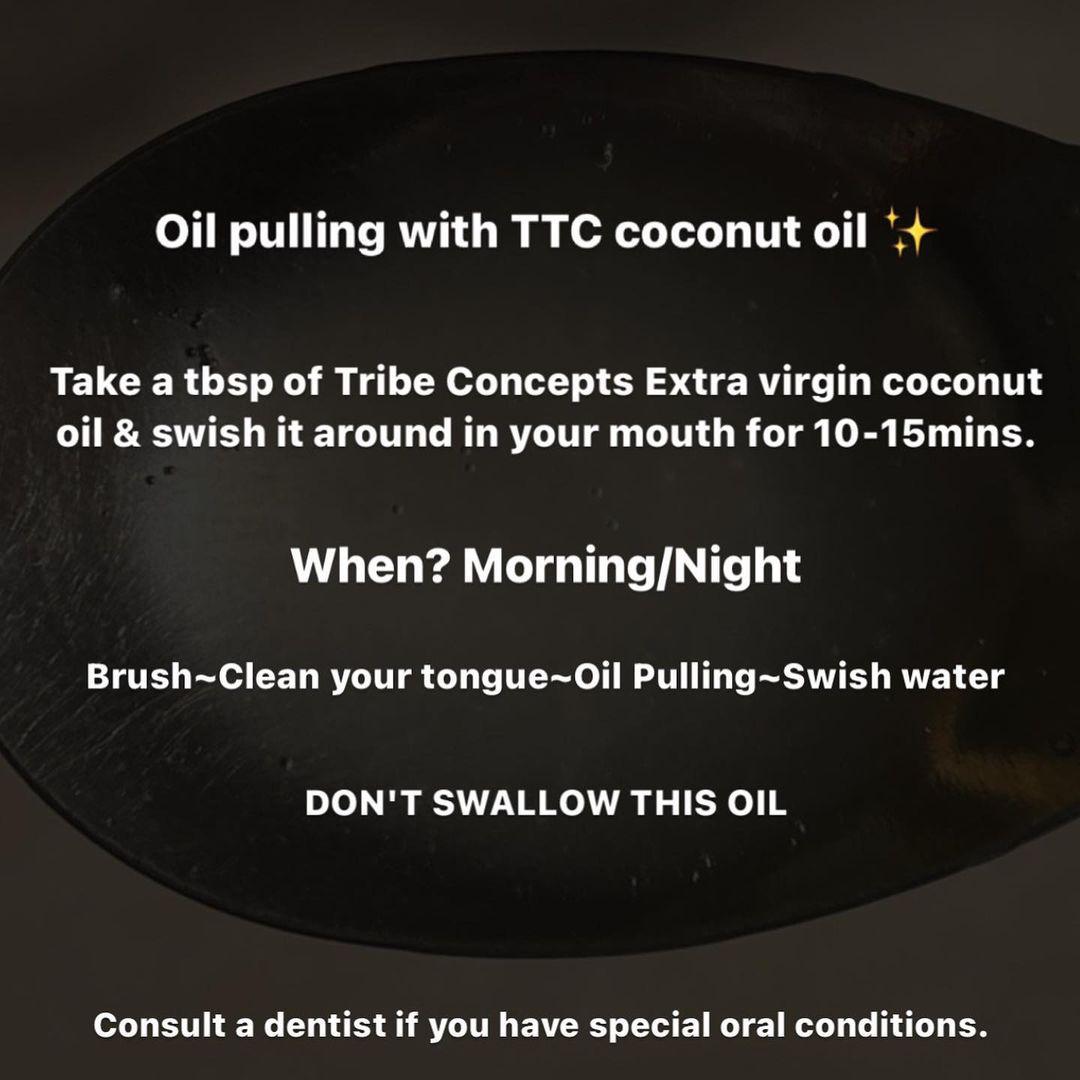 Oil pulling with TTC coconut oil ✨
Take a tbsp of Tribe Concepts Extra virgin coconut
oil & swish it around in your mouth for 10-15mins.
When? Morning/Night
Brush~Clean your tongue~Oil Pulling~Swish water
DON'T SWALLOW THIS OIL
Consult a dentist if you have special oral conditions.